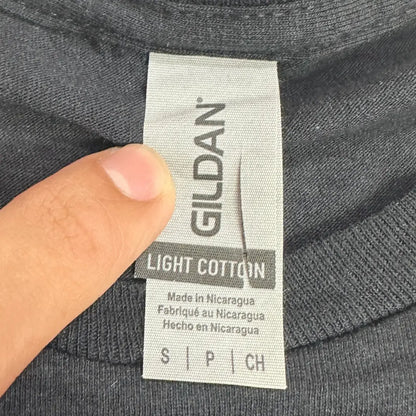 GILDAN®
LIGHT COTTON
Made in Nicaragua
Fabriqué au Nicaragua
Hecho en Nicaragua
S | P | CH